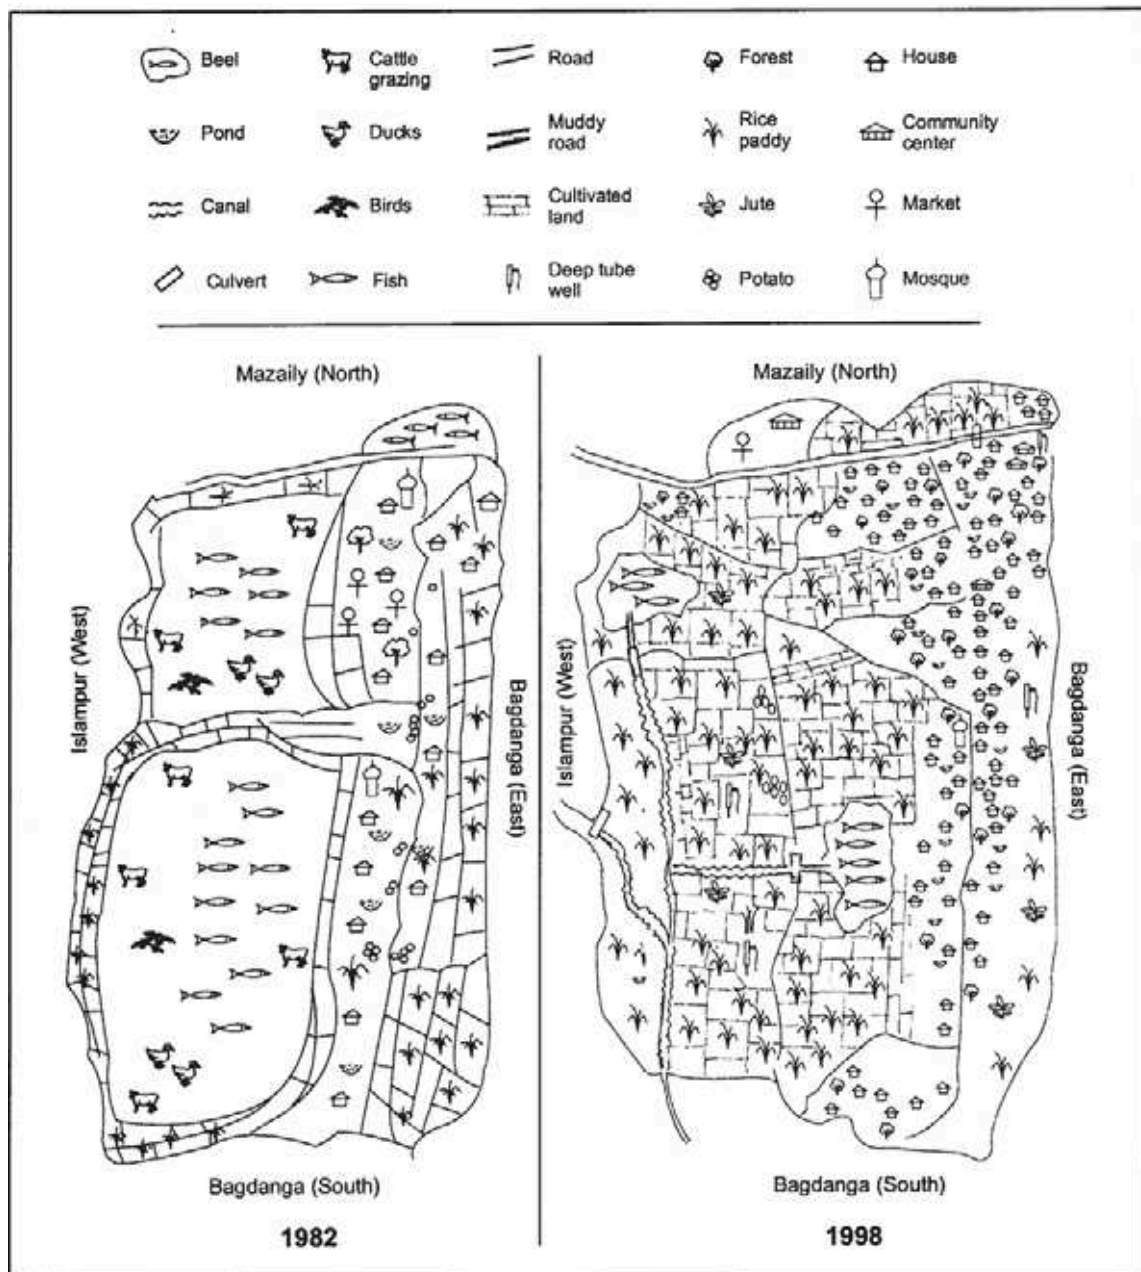 Beel
Cattle
grazing
Road
Forest
House
Pond
Ducks
Muddy
road
Rice
paddy
Community
center
Canal
Birds
Cultivated
land
Jute
Market
Culvert
Fish
Deep tube
well
Potato
Mosque
Mazaily (North)
Islampur (West)
Bagdanga (East)
Bagdanga (South)
1982
Mazaily (North)
Islampur (West)
Bagdanga (East)
Bagdanga (South)
1998